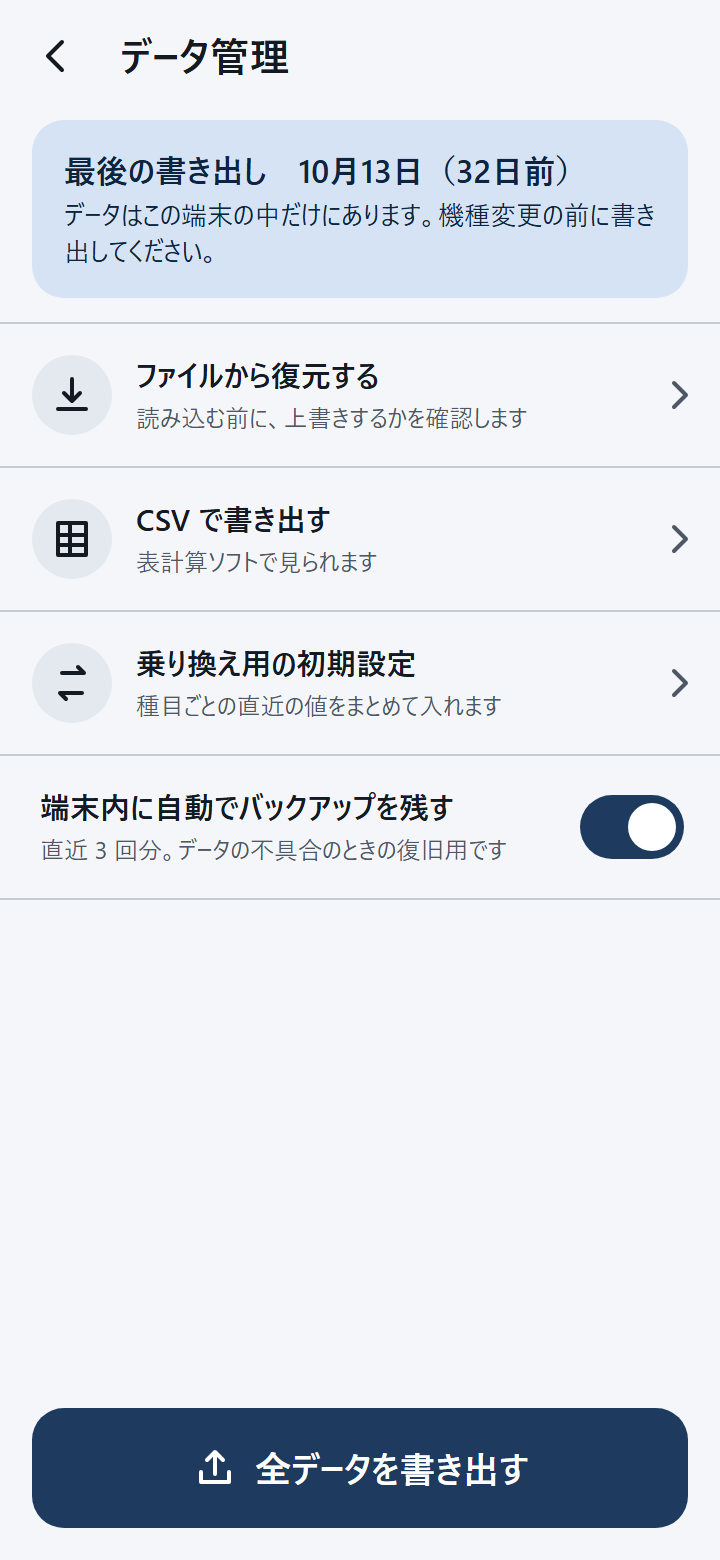 データ管理
最後の書き出し　10月13日（32日前）
データはこの端末の中だけにあります。機種変更の前に書き
出してください。
ファイルから復元する
読み込む前に、上書きするかを確認します
CSV で書き出す
表計算ソフトで見られます
乗り換え用の初期設定
種目ごとの直近の値をまとめて入れます
端末内に自動でバックアップを残す
直近 3 回分。データの不具合のときの復旧用です
全データを書き出す